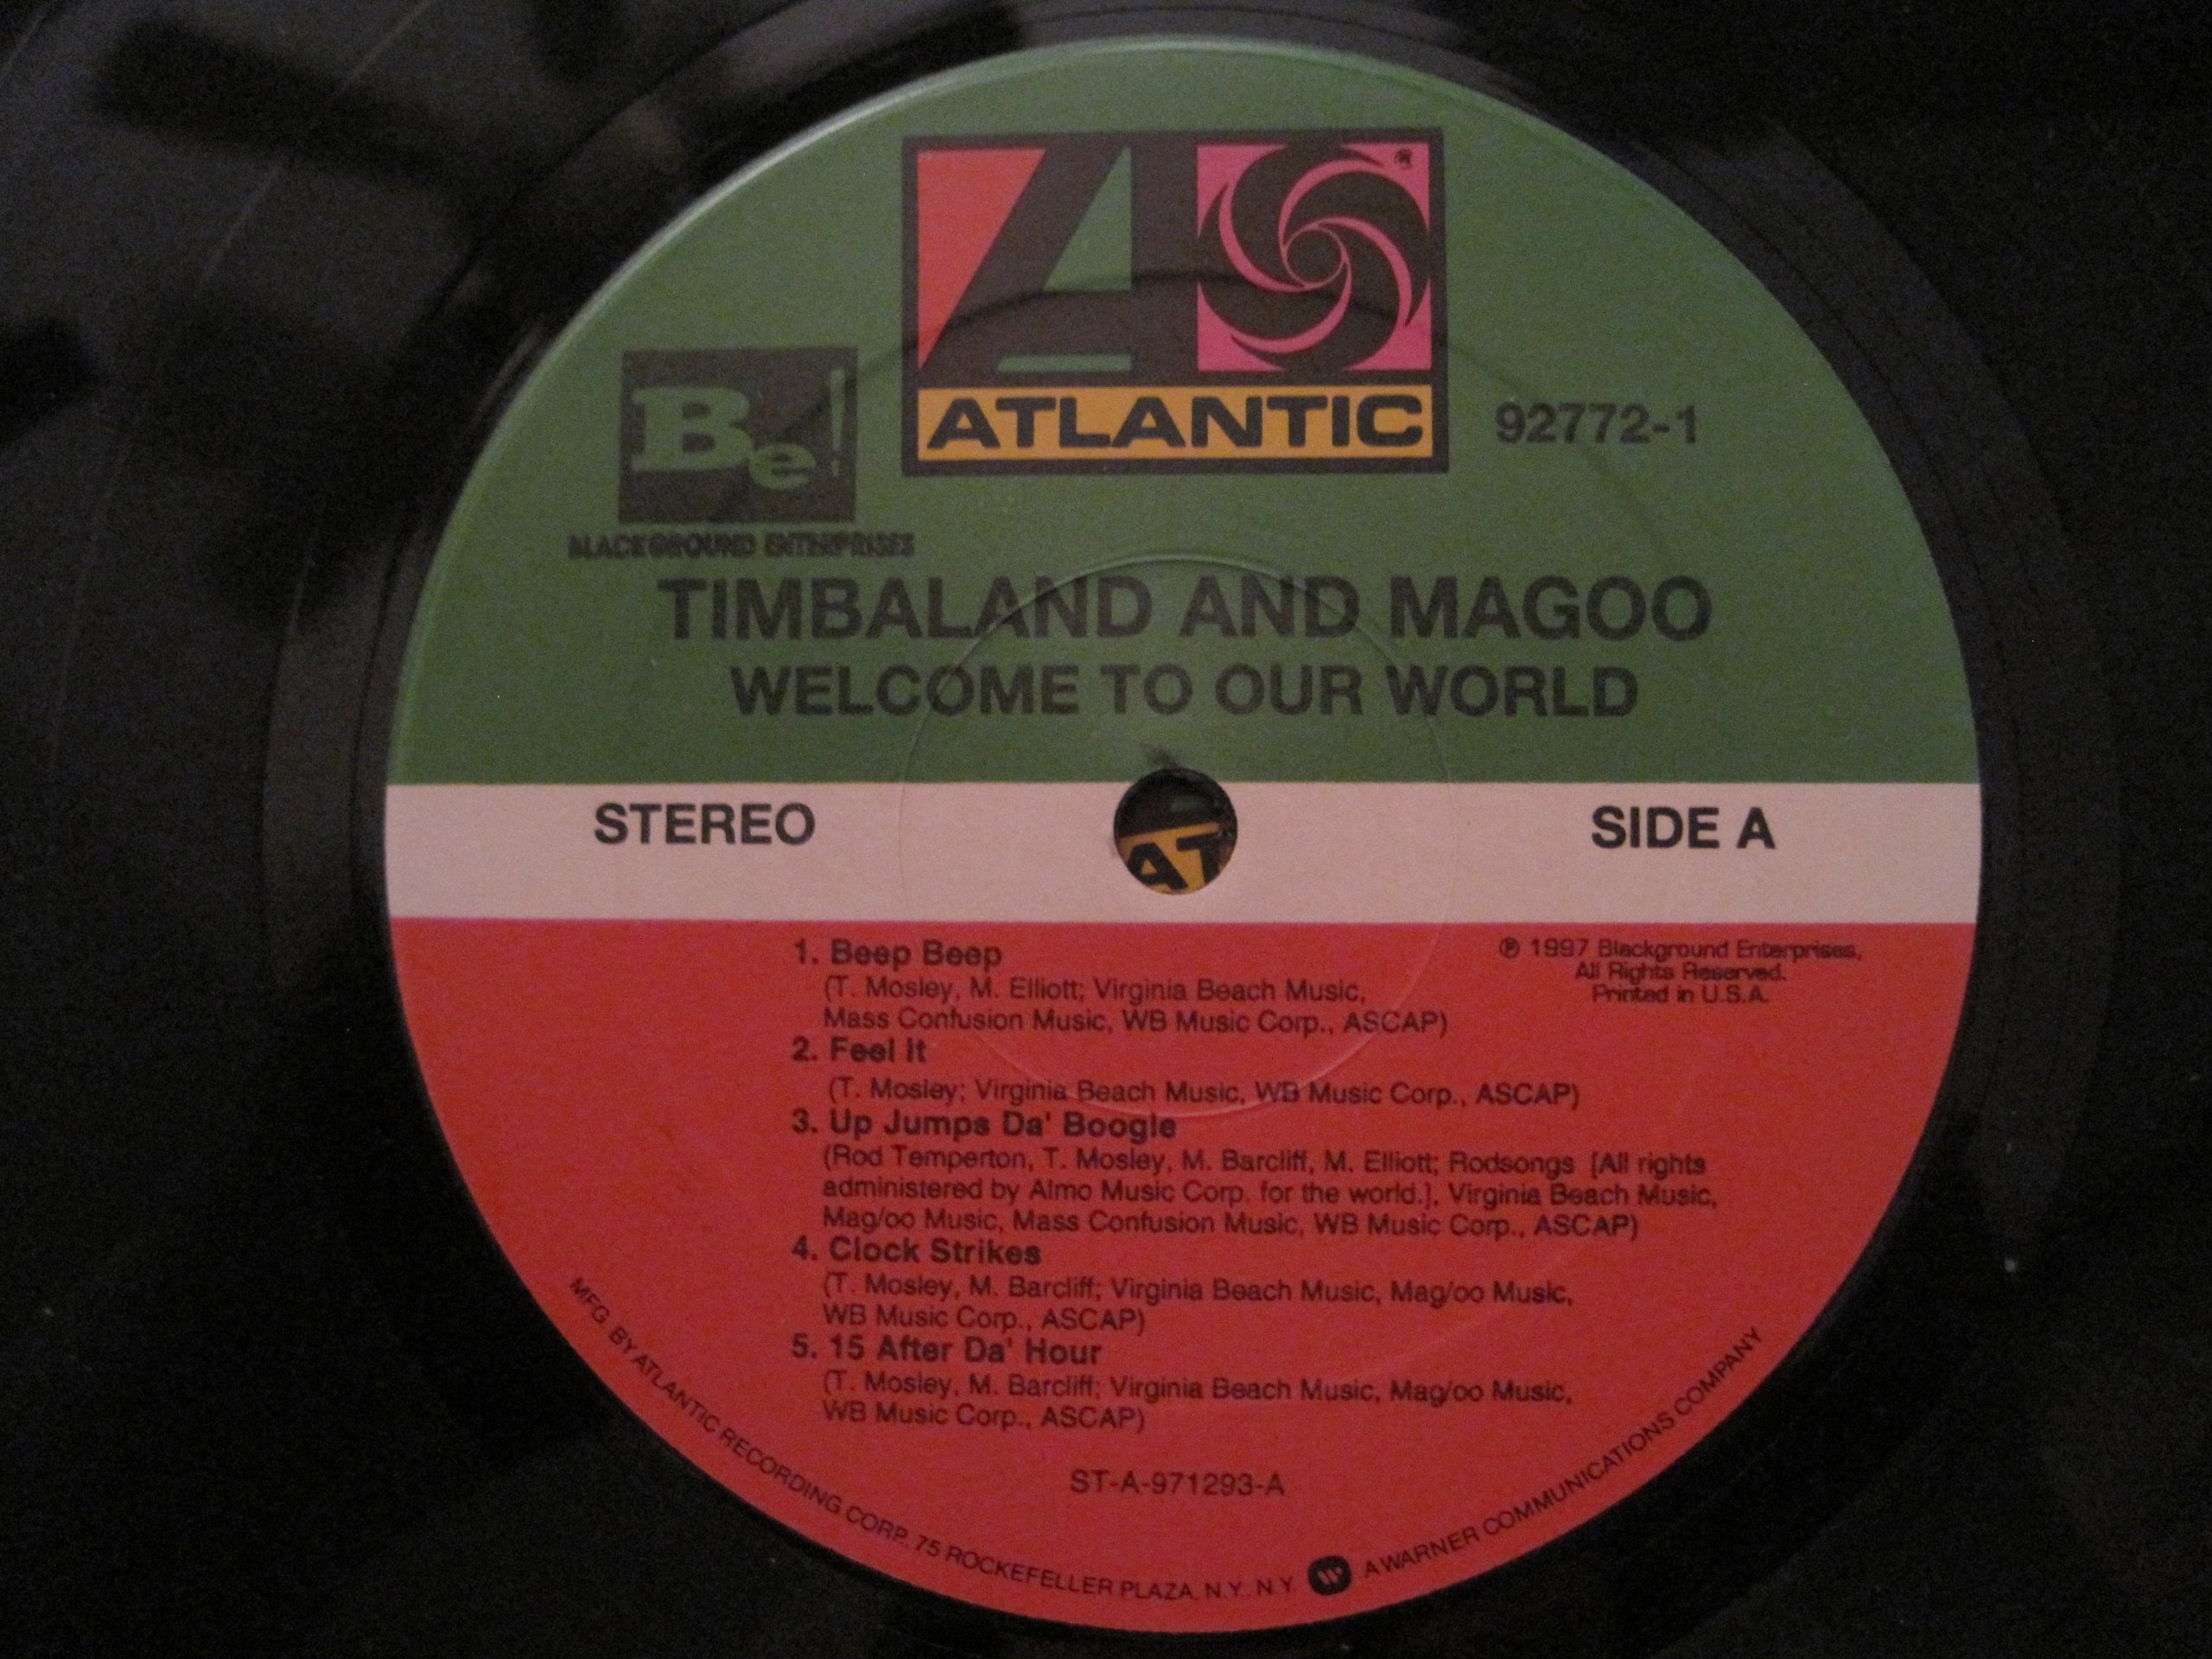 ATLANTIC
92772-1
Be!
BLACKGROUND ENTERPRISES
TIMBALAND AND MAGOO
WELCOME TO OUR WORLD
STEREO
SIDE A
AT
1. Beep Beep
(T. Mosley, M. Elliott; Virginia Beach Music,
Mass Confusion Music, WB Music Corp., ASCAP)
2. Feel It
(T. Mosley; Virginia Beach Music, WB Music Corp., ASCAP)
3. Up Jumps Da' Boogie
(Rod Temperton, T. Mosley, M. Barcliff, M. Elliott; Rodsongs [All rights
administered by Almo Music Corp. for the world.], Virginia Beach Music,
Mag/oo Music, Mass Confusion Music, WB Music Corp., ASCAP)
4. Clock Strikes
(T. Mosley, M. Barcliff; Virginia Beach Music, Mag/oo Music,
WB Music Corp., ASCAP)
5. 15 After Da' Hour
(T. Mosley, M. Barcliff; Virginia Beach Music, Mag/oo Music,
WB Music Corp., ASCAP)
℗ 1997 Blackground Enterprises,
All Rights Reserved.
Printed in U.S.A.
ST-A-971293-A
MFG. BY ATLANTIC RECORDING CORP. 75 ROCKEFELLER PLAZA, N.Y. N.Y. A WARNER COMMUNICATIONS COMPANY